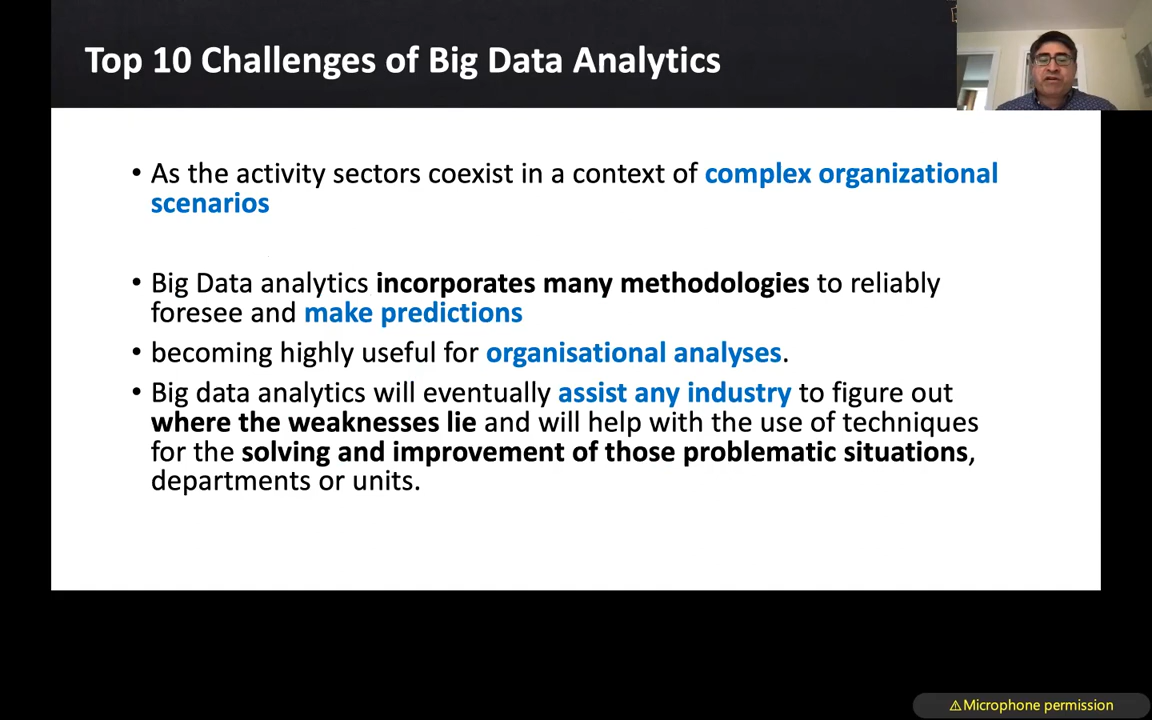 Top 10 Challenges of Big Data Analytics
• As the activity sectors coexist in a context of complex organizational
scenarios
• Big Data analytics incorporates many methodologies to reliably
foresee and make predictions
• becoming highly useful for organisational analyses.
• Big data analytics will eventually assist any industry to figure out
where the weaknesses lie and will help with the use of techniques
for the solving and improvement of those problematic situations,
departments or units.
⚠Microphone permission